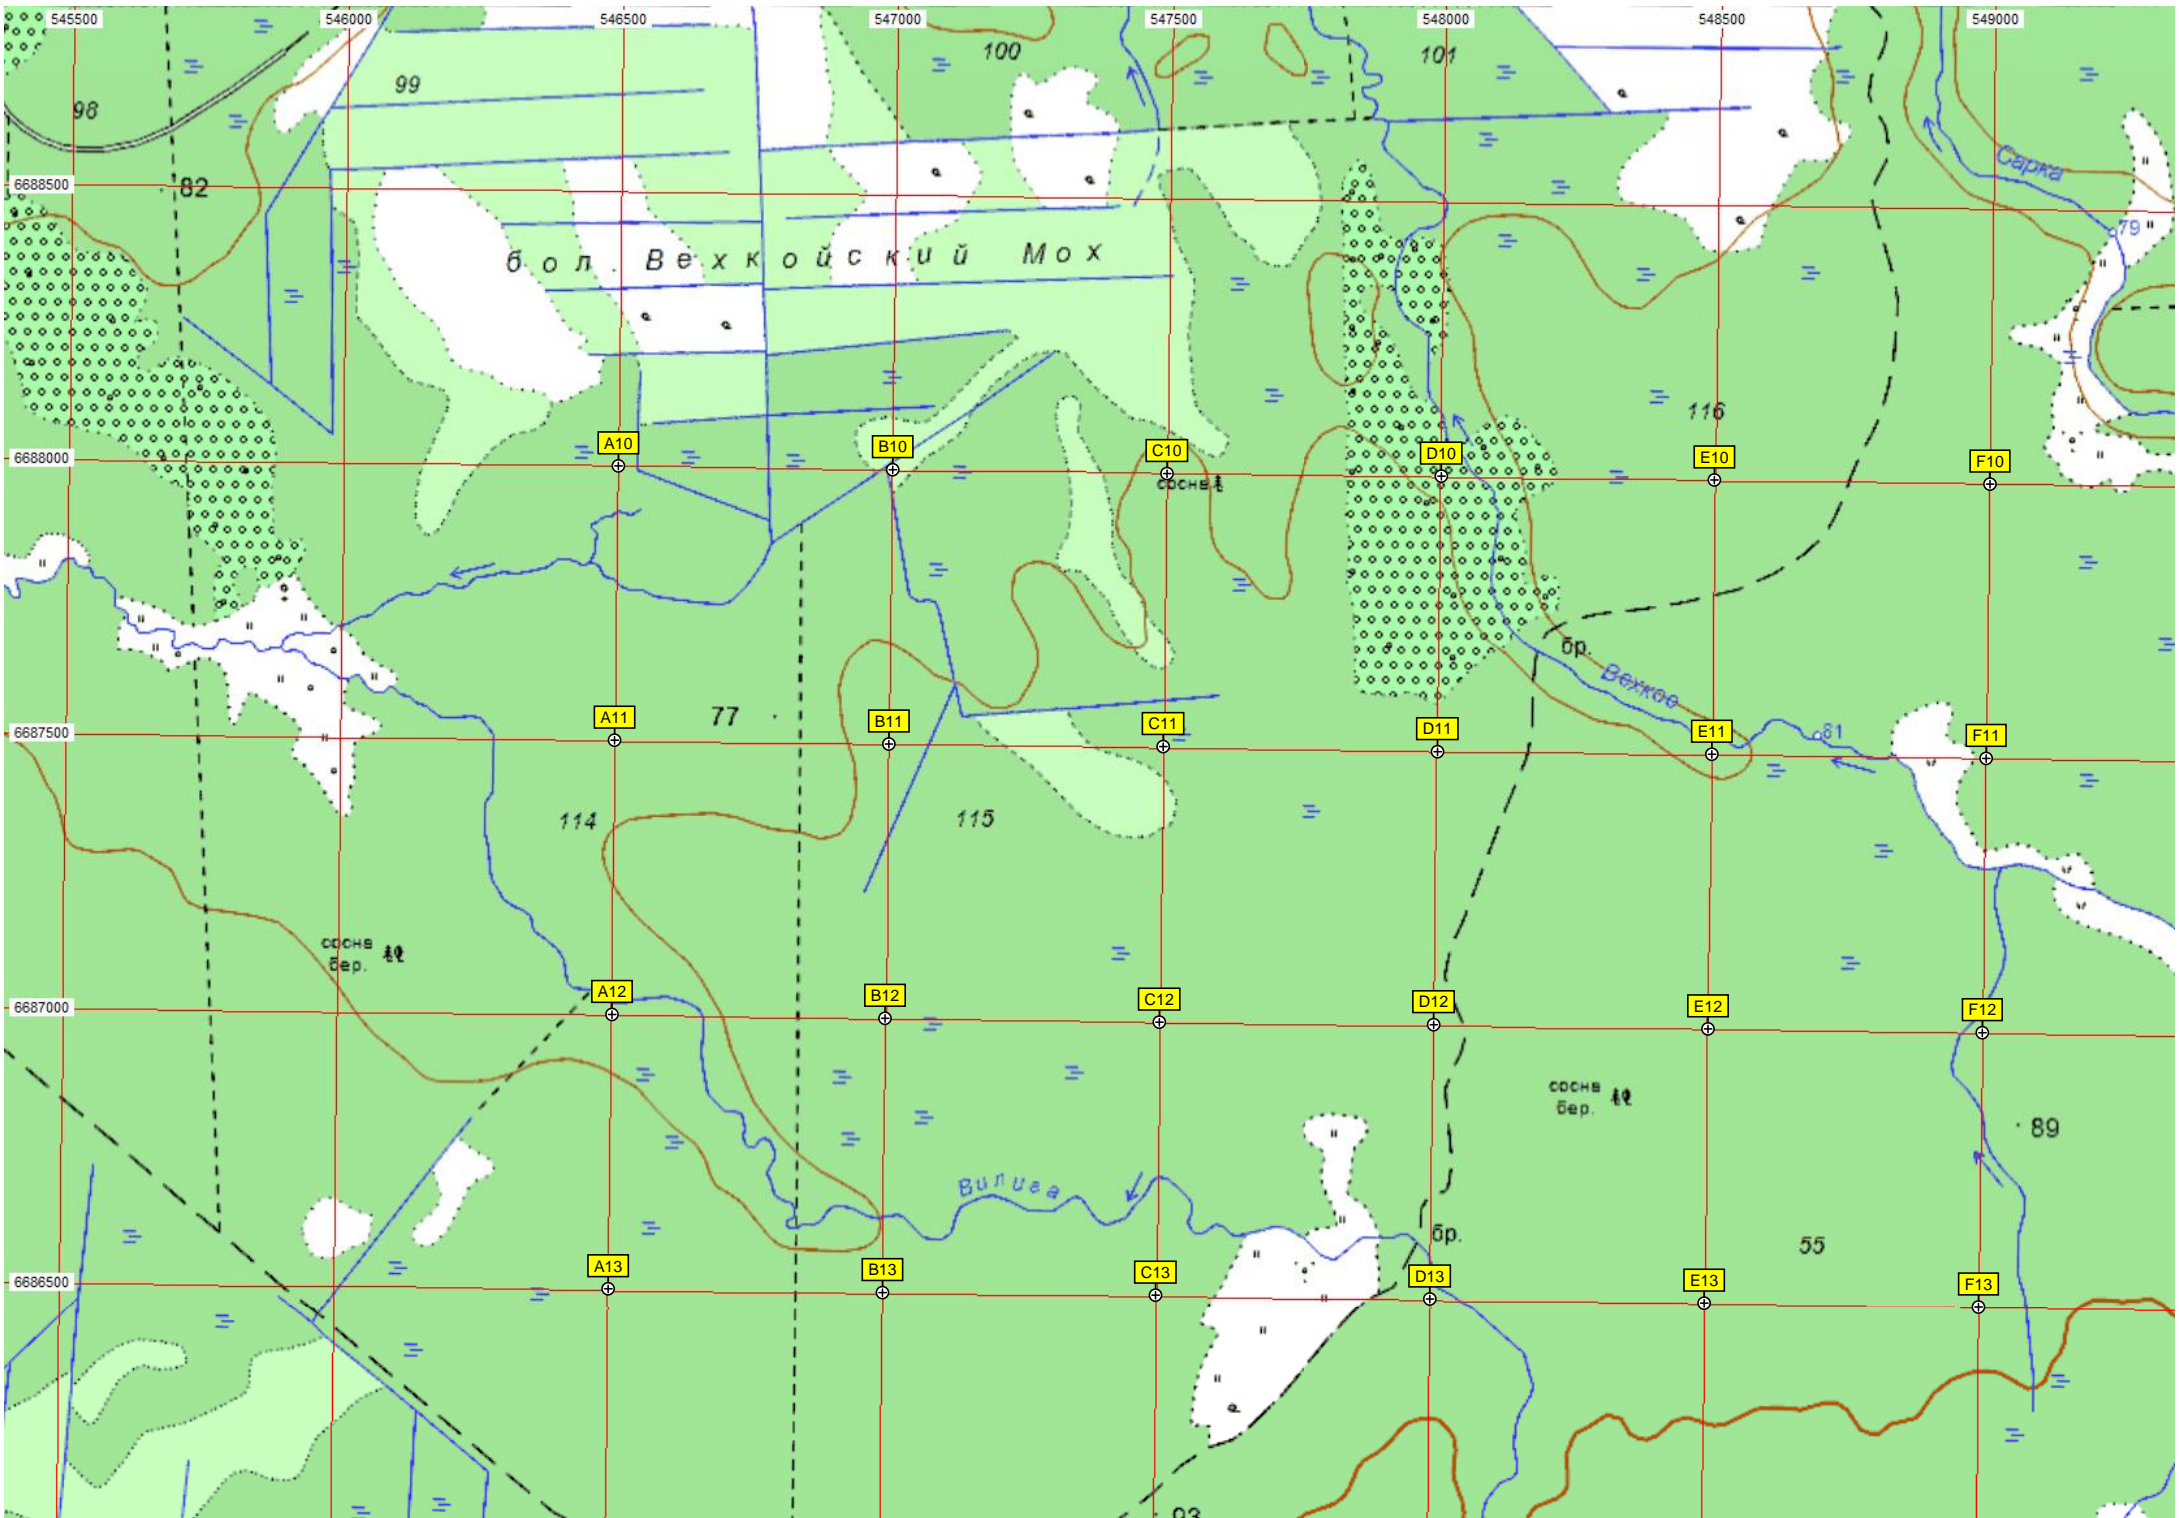 545500 546000 546500 547000 547500 548000 548500 549000
100
101
99
98
Сарка
6688500
82
79
бол. Вехкойский Мох
116
A10 B10 C10 D10 E10 F10
6688000
сосна
бр.
Вехкое
77
A11 B11 C11 D11 E11 F11
6687500
81
114
115
сосна
бер.
A12 B12 C12 D12 E12 F12
6687000
сосна
бер.
89
Вилига
бр.
55
A13 B13 C13 D13 E13 F13
6686500
93